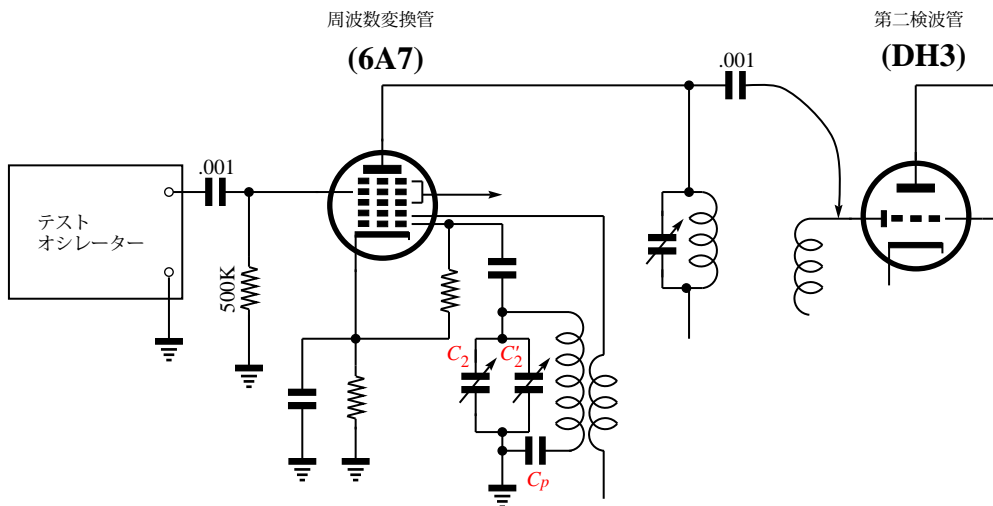 周波数変換管
(6A7)
第二検波管
(DH3)
.001
.001
テスト
オシレーター
500K
C₂
C₂′
Cₚ